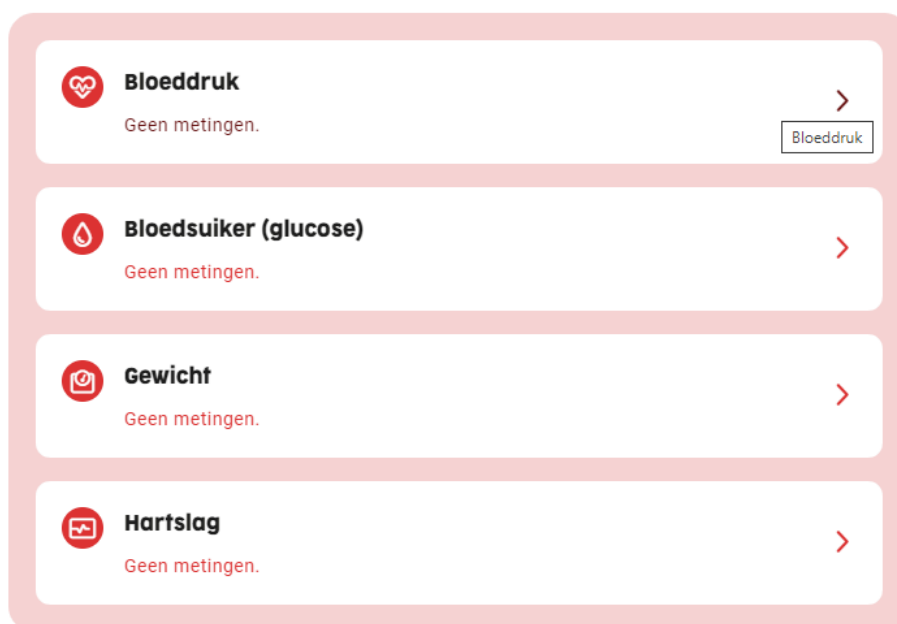 Bloeddruk
Geen metingen.
Bloeddruk
Bloedsuiker (glucose)
Geen metingen.
Gewicht
Geen metingen.
Hartslag
Geen metingen.